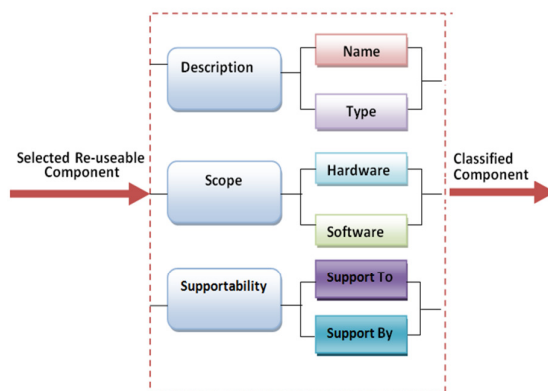 Selected Re-useable
Component
Description
Name
Type
Scope
Hardware
Software
Supportability
Support To
Support By
Classified
Component